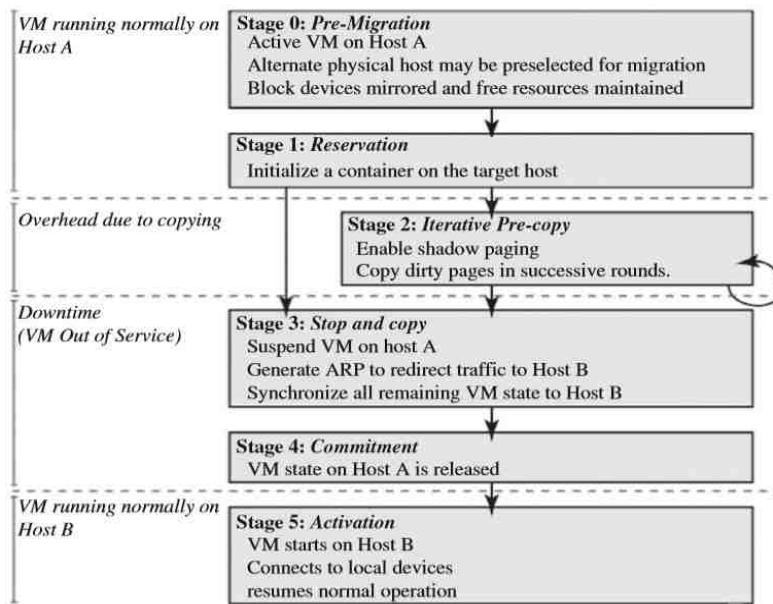 VM running normally on
Host A
Stage 0: Pre-Migration
Active VM on Host A
Alternate physical host may be preselected for migration
Block devices mirrored and free resources maintained
Stage 1: Reservation
Initialize a container on the target host
Overhead due to copying
Stage 2: Iterative Pre-copy
Enable shadow paging
Copy dirty pages in successive rounds.
Downtime
(VM Out of Service)
Stage 3: Stop and copy
Suspend VM on host A
Generate ARP to redirect traffic to Host B
Synchronize all remaining VM state to Host B
Stage 4: Commitment
VM state on Host A is released
VM running normally on
Host B
Stage 5: Activation
VM starts on Host B
Connects to local devices
resumes normal operation